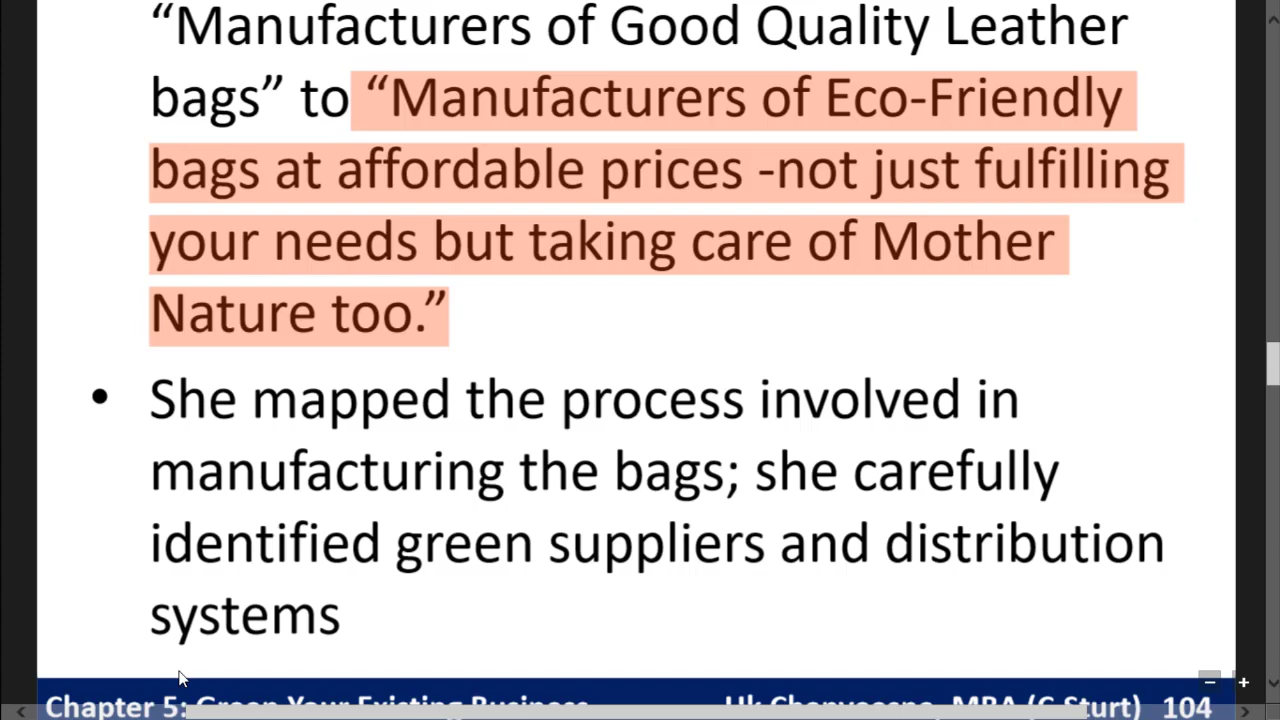 “Manufacturers of Good Quality Leather
bags” to “Manufacturers of Eco-Friendly
bags at affordable prices -not just fulfilling
your needs but taking care of Mother
Nature too.”
• She mapped the process involved in
manufacturing the bags; she carefully
identified green suppliers and distribution
systems
Chapter 5: Green Your Existing Business MBA (C Sturt) 104